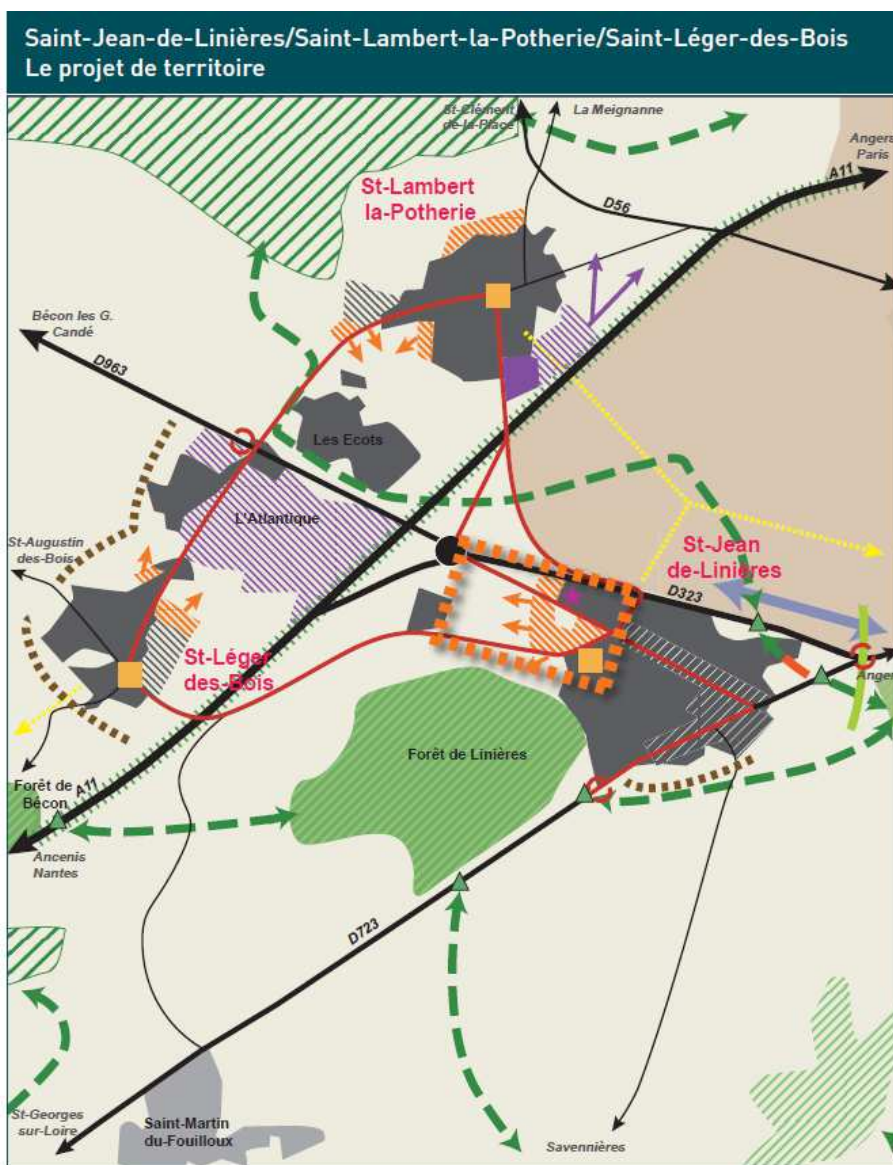 Saint-Jean-de-Linières/Saint-Lambert-la-Potherie/Saint-Léger-des-Bois
Le projet de territoire
St-Clément
de-la-Place
La Meignanne
Angers
Paris
A11
St-Lambert
la-Potherie
D56
Bécon les G.
Candé
D963
Les Ecots
L'Atlantique
St-Augustin
des-Bois
St-Jean
de-Linières
D323
St-Léger
des-Bois
Angers
Forêt de Linières
Forêt de
Bécon
A11
Ancenis
Nantes
D723
St-Georges
sur-Loire
Saint-Martin
du-Fouilloux
Savennières